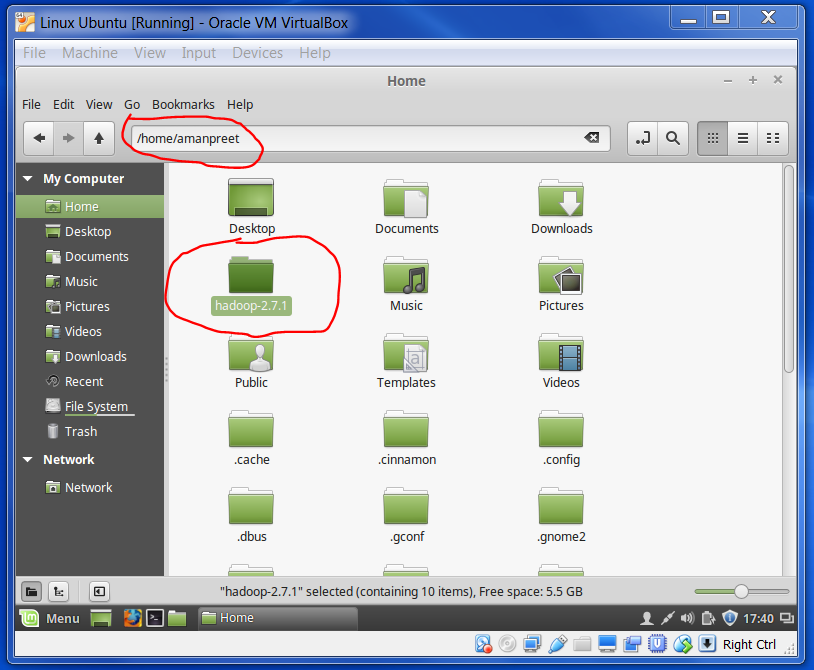 Linux Ubuntu [Running] - Oracle VM VirtualBox
File Machine View Input Devices Help
Home
File Edit View Go Bookmarks Help
/home/amanpreet
My Computer
Home
Desktop
Documents
Music
Pictures
Videos
Downloads
Recent
File System
Trash
Network
Network
Desktop Documents Downloads
hadoop-2.7.1 Music Pictures
Public Templates Videos
.cache .cinnamon .config
.dbus .gconf .gnome2
"hadoop-2.7.1" selected (containing 10 items), Free space: 5.5 GB
Menu Home 17:40
Right Ctrl